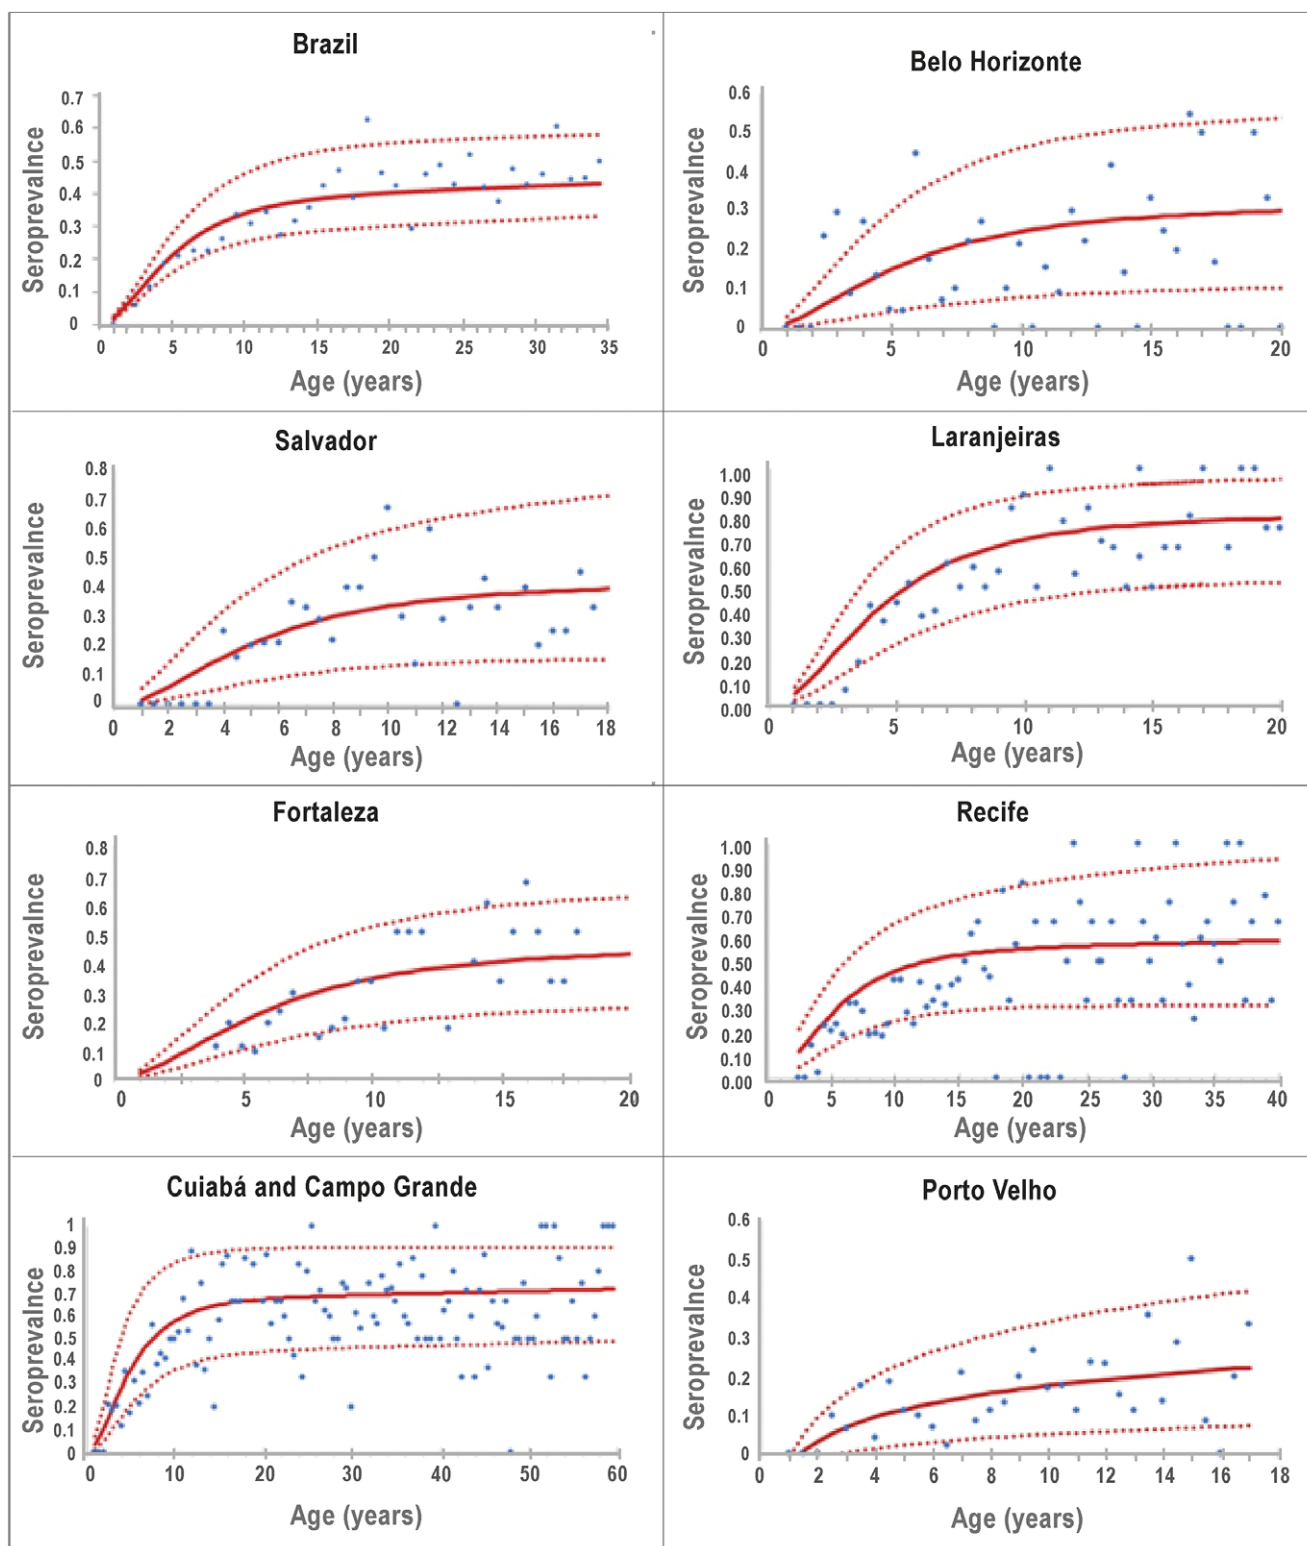 Brazil
0.7
0.6
0.5
0.4
0.3
0.2
0.1
0
Seroprevalnce
0 5 10 15 20 25 30 35
Age (years)
Belo Horizonte
0.6
0.5
0.4
0.3
0.2
0.1
0
Seroprevalnce
0 5 10 15 20
Age (years)
Salvador
0.8
0.7
0.6
0.5
0.4
0.3
0.2
0.1
0
Seroprevalnce
0 2 4 6 8 10 12 14 16 18
Age (years)
Laranjeiras
1.00
0.90
0.80
0.70
0.60
0.50
0.40
0.30
0.20
0.10
0.00
Seroprevalnce
0 5 10 15 20
Age (years)
Fortaleza
0.8
0.7
0.6
0.5
0.4
0.3
0.2
0.1
0
Seroprevalnce
0 5 10 15 20
Age (years)
Recife
1.00
0.90
0.80
0.70
0.60
0.50
0.40
0.30
0.20
0.10
0.00
Seroprevalnce
0 5 10 15 20 25 30 35 40
Age (years)
Cuiabá and Campo Grande
1
0.9
0.8
0.7
0.6
0.5
0.4
0.3
0.2
0.1
0
Seroprevalnce
0 10 20 30 40 50 60
Age (years)
Porto Velho
0.6
0.5
0.4
0.3
0.2
0.1
0
Seroprevalnce
0 2 4 6 8 10 12 14 16 18
Age (years)